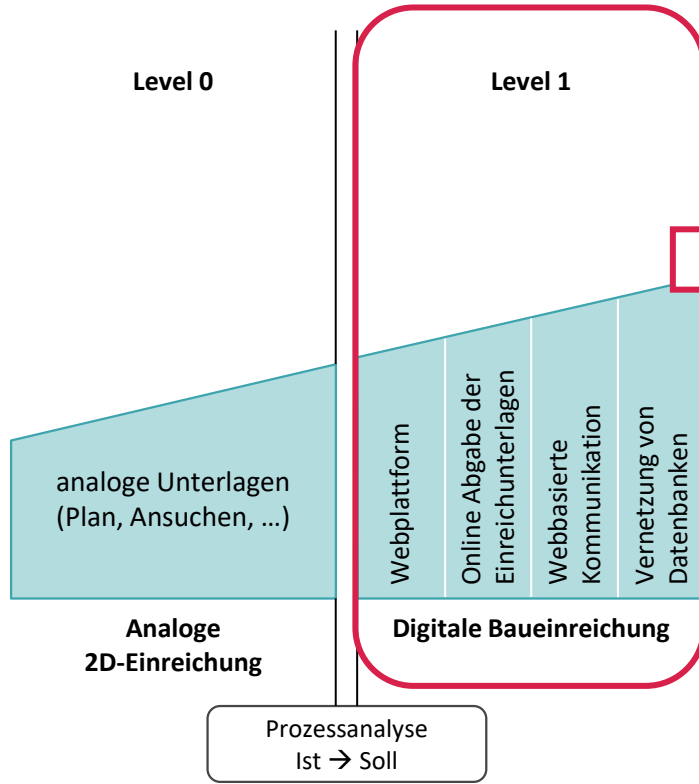 Level 0
Level 1
analoge Unterlagen
(Plan, Ansuchen, …)
Webplattform
Online Abgabe der
Einreichunterlagen
Webbasierte
Kommunikation
Vernetzung von
Datenbanken
Analoge
2D-Einreichung
Digitale Baueinreichung
Prozessanalyse
Ist → Soll